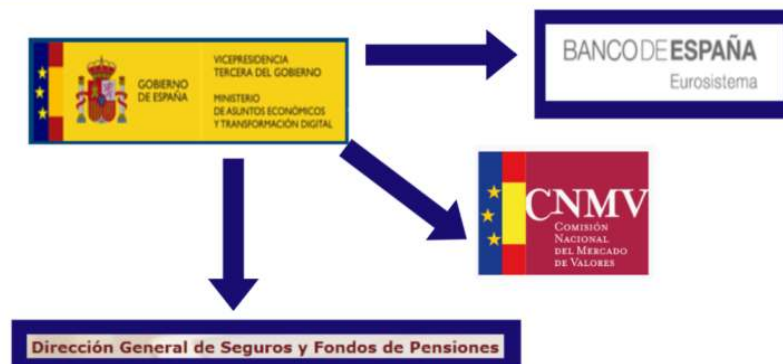 GOBIERNO
DE ESPAÑA
VICEPRESIDENCIA
TERCERA DEL GOBIERNO
MINISTERIO
DE ASUNTOS ECONÓMICOS
Y TRANSFORMACIÓN DIGITAL
BANCO DE ESPAÑA
Eurosistema
CNMV
COMISIÓN
NACIONAL
DEL MERCADO
DE VALORES
Dirección General de Seguros y Fondos de Pensiones